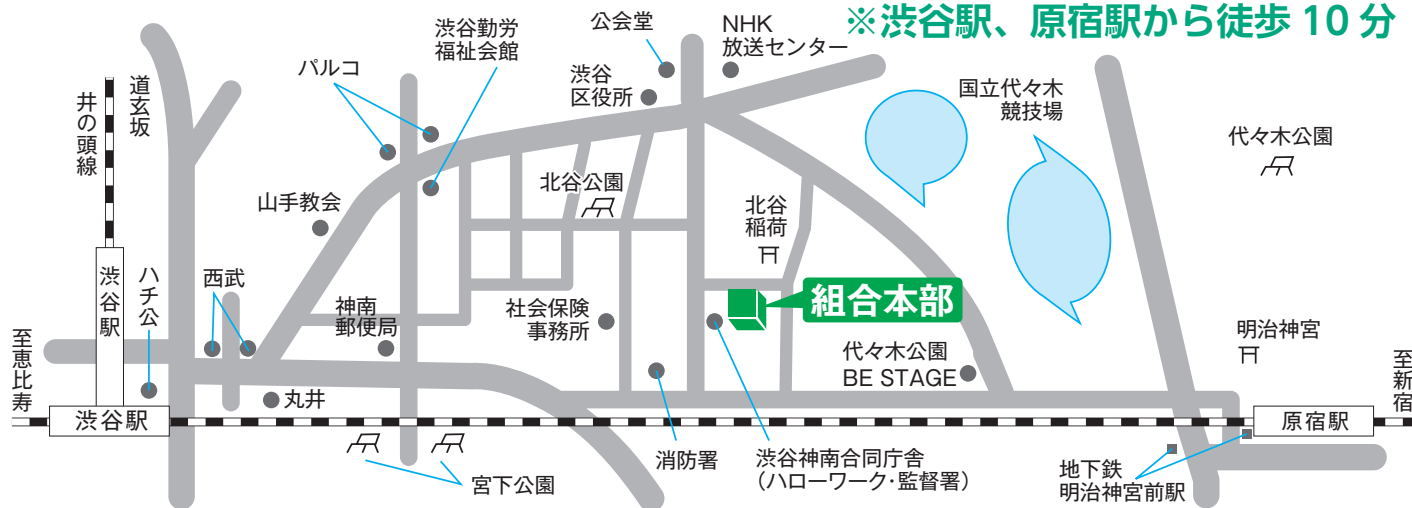 ※渋谷駅、原宿駅から徒歩 10 分
井の頭線
道玄坂
パルコ
渋谷勤労
福祉会館
公会堂
NHK
放送センター
渋谷
区役所
国立代々木
競技場
代々木公園
山手教会
北谷公園
北谷
稲荷
渋谷駅
ハチ公
西武
神南
郵便局
社会保険
事務所
組合本部
代々木公園
BE STAGE
明治神宮
至恵比寿
至新宿
渋谷駅
丸井
原宿駅
宮下公園
消防署
渋谷神南合同庁舎
（ハローワーク・監督署）
地下鉄
明治神宮前駅